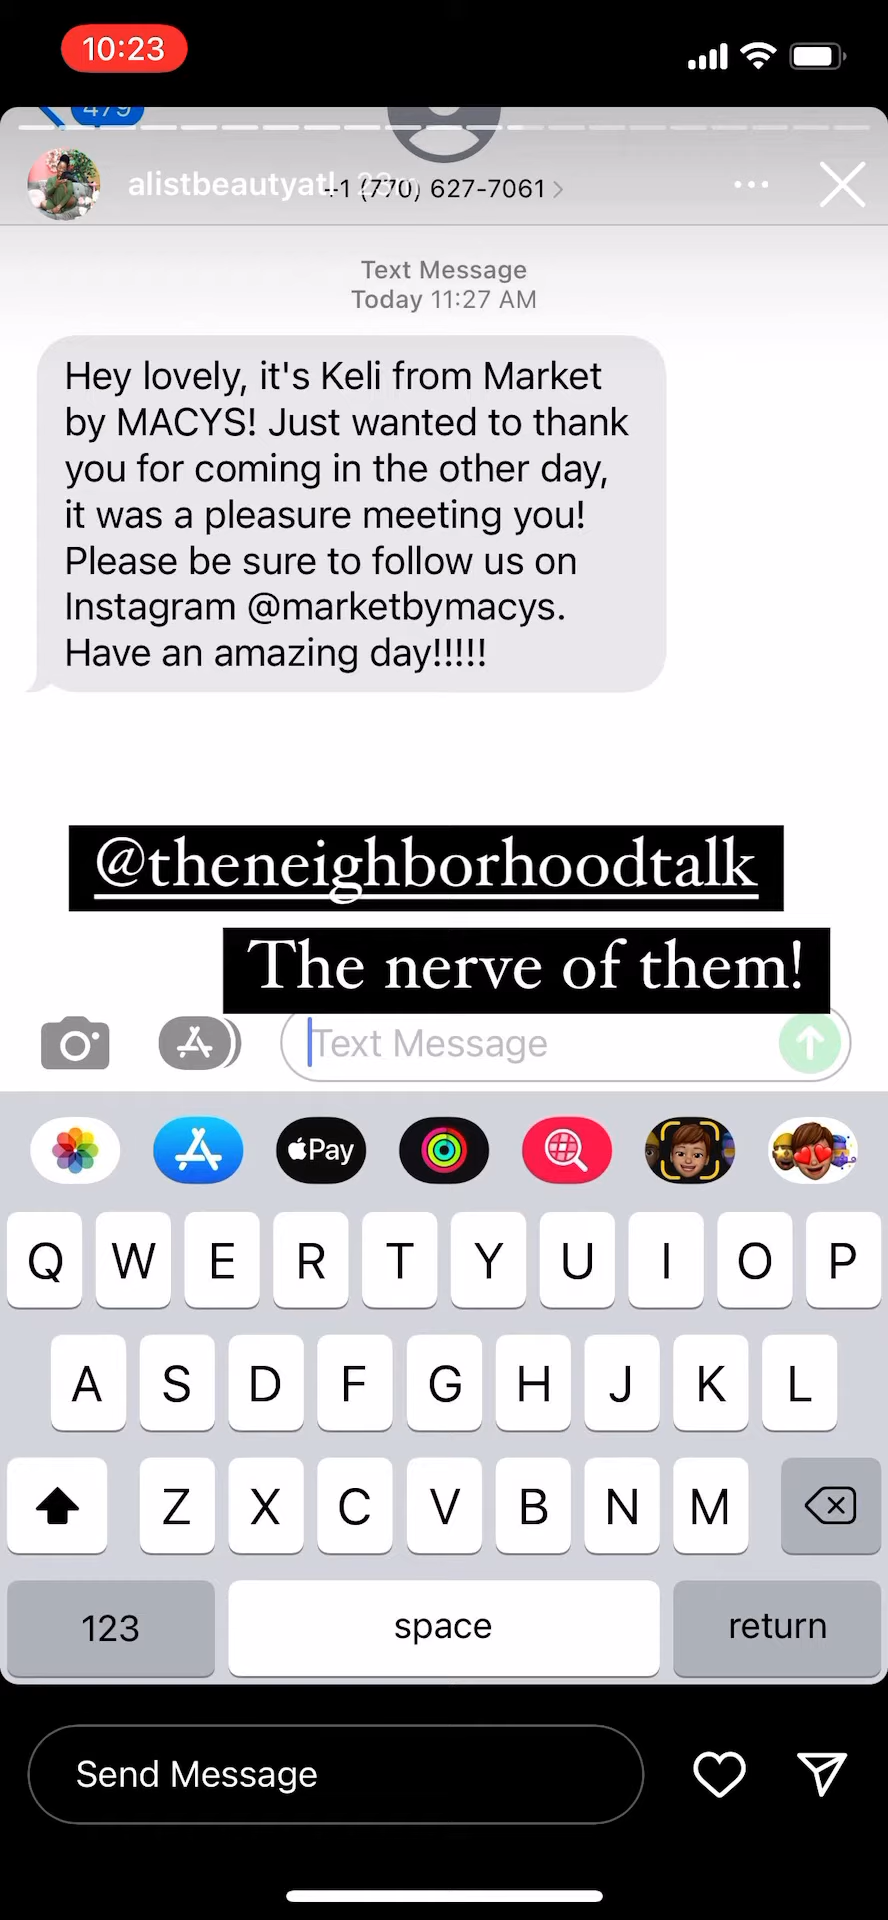 10:23
479
alistbeautyatl
+1 (770) 627-7061
Text Message
Today 11:27 AM
Hey lovely, it's Keli from Market
by MACYS! Just wanted to thank
you for coming in the other day,
it was a pleasure meeting you!
Please be sure to follow us on
Instagram @marketbymacys.
Have an amazing day!!!!!
@theneighborhoodtalk
The nerve of them!
Text Message
Pay
Q W E R T Y U I O P
A S D F G H J K L
Z X C V B N M
123 space return
Send Message